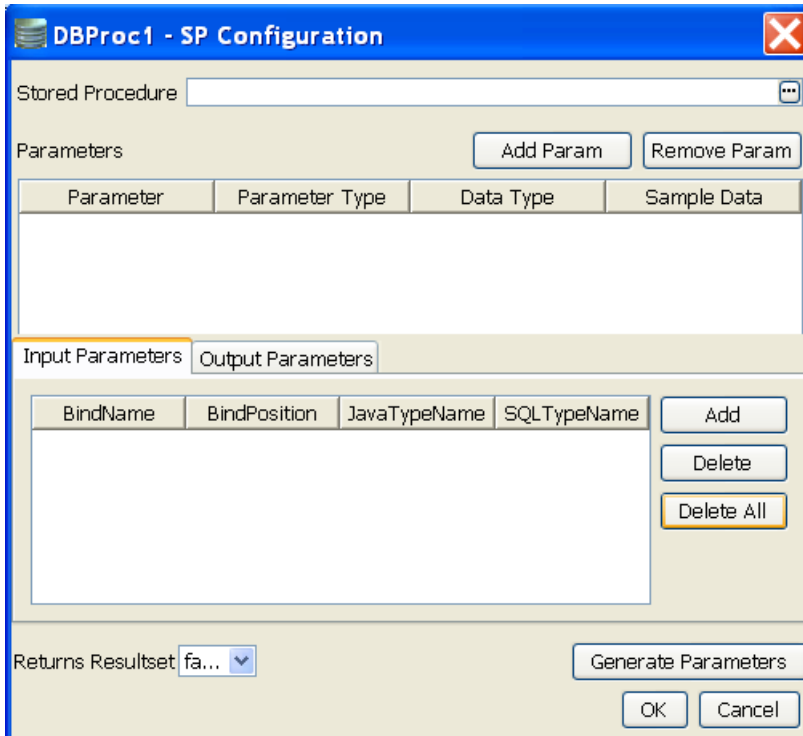 DBProc1 - SP Configuration
Stored Procedure
Parameters Add Param Remove Param
Parameter Parameter Type Data Type Sample Data
Input Parameters Output Parameters
BindName BindPosition JavaTypeName SQLTypeName Add
Delete
Delete All
Returns Resultset fa... Generate Parameters
OK Cancel